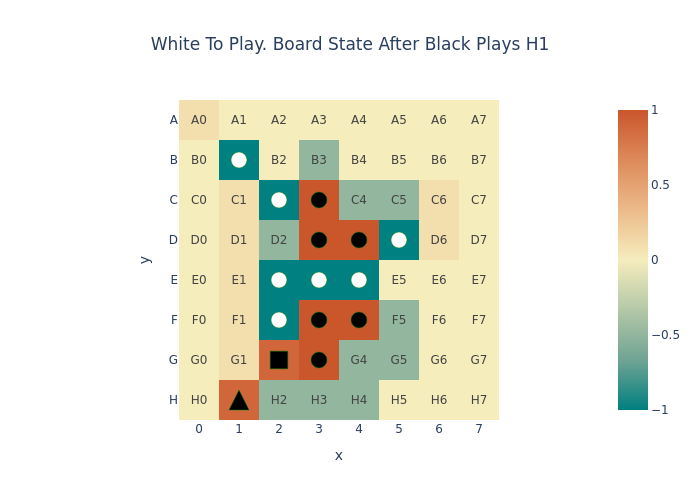 White To Play. Board State After Black Plays H1
A A0 A1 A2 A3 A4 A5 A6 A7
B B0 B2 B3 B4 B5 B6 B7
C C0 C1 C4 C5 C6 C7
D D0 D1 D2 D6 D7
E E0 E1 E5 E6 E7
F F0 F1 F5 F6 F7
G G0 G1 G4 G5 G6 G7
H H0 H2 H3 H4 H5 H6 H7
0 1 2 3 4 5 6 7
x
y
1
0.5
0
−0.5
−1